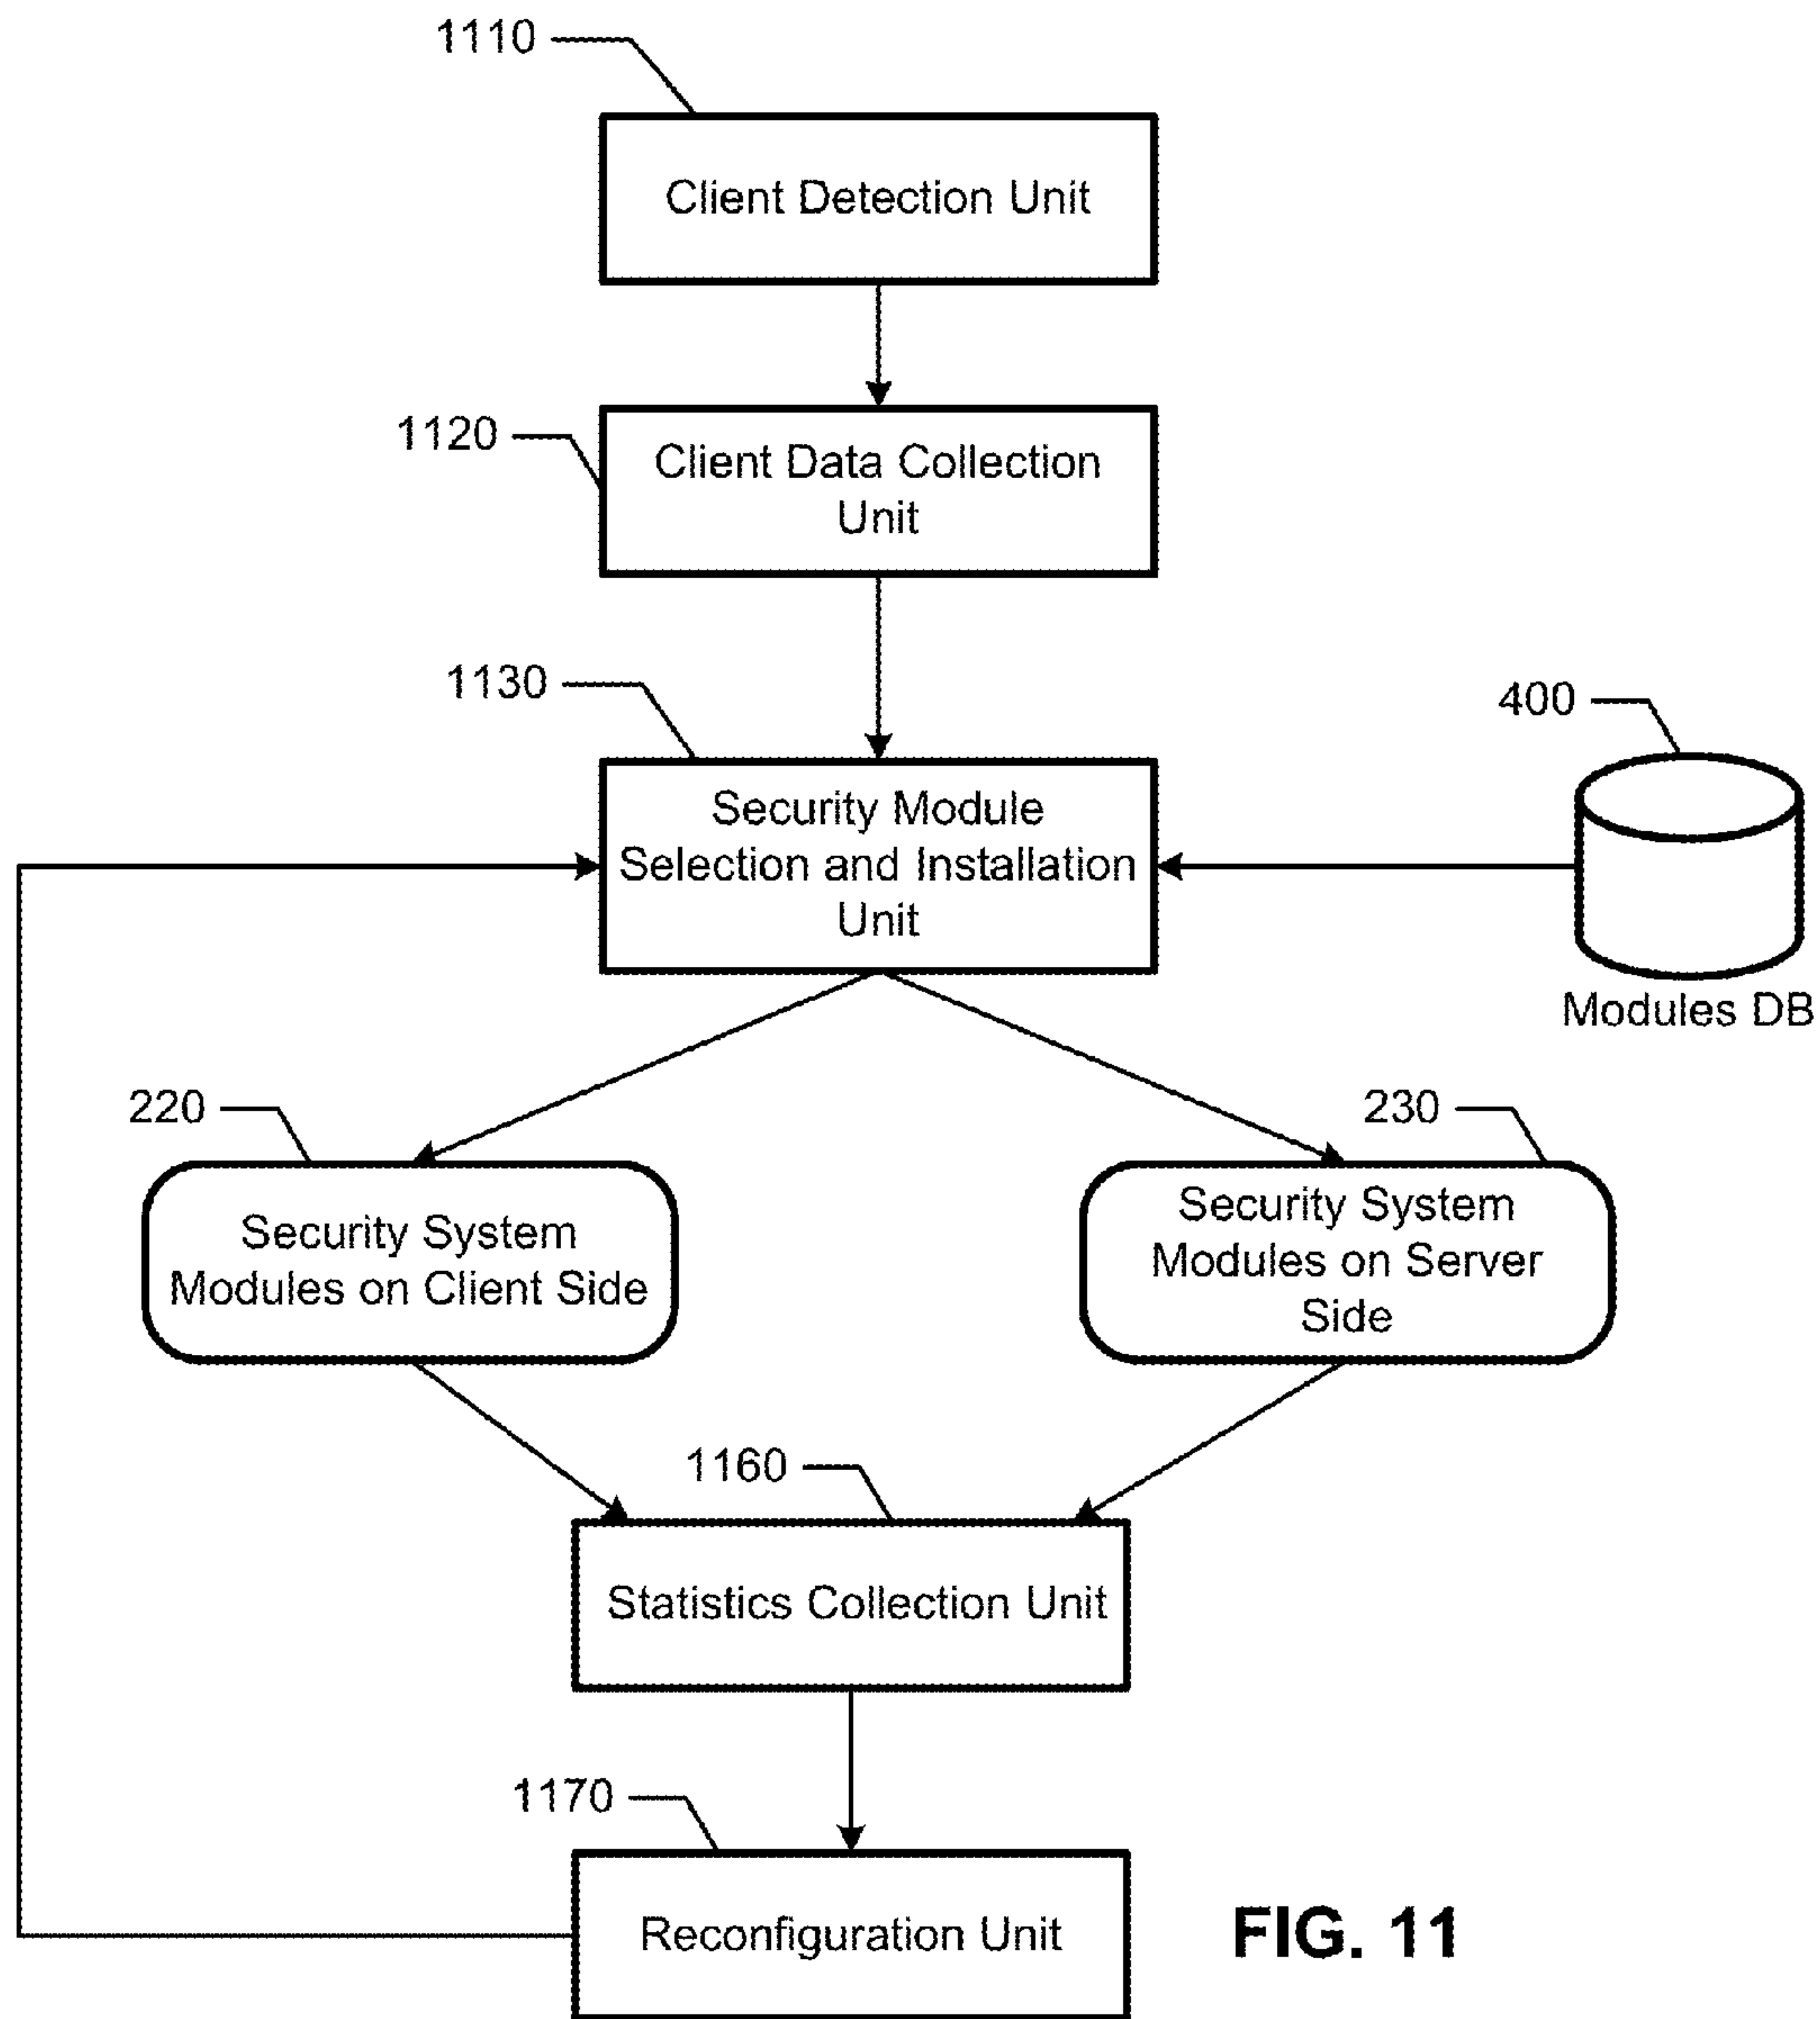 1110
Client Detection Unit
1120
Client Data Collection
Unit
1130
Security Module
Selection and Installation
Unit
400
Modules DB
220
Security System
Modules on Client Side
230
Security System
Modules on Server
Side
1160
Statistics Collection Unit
1170
Reconfiguration Unit
FIG. 11